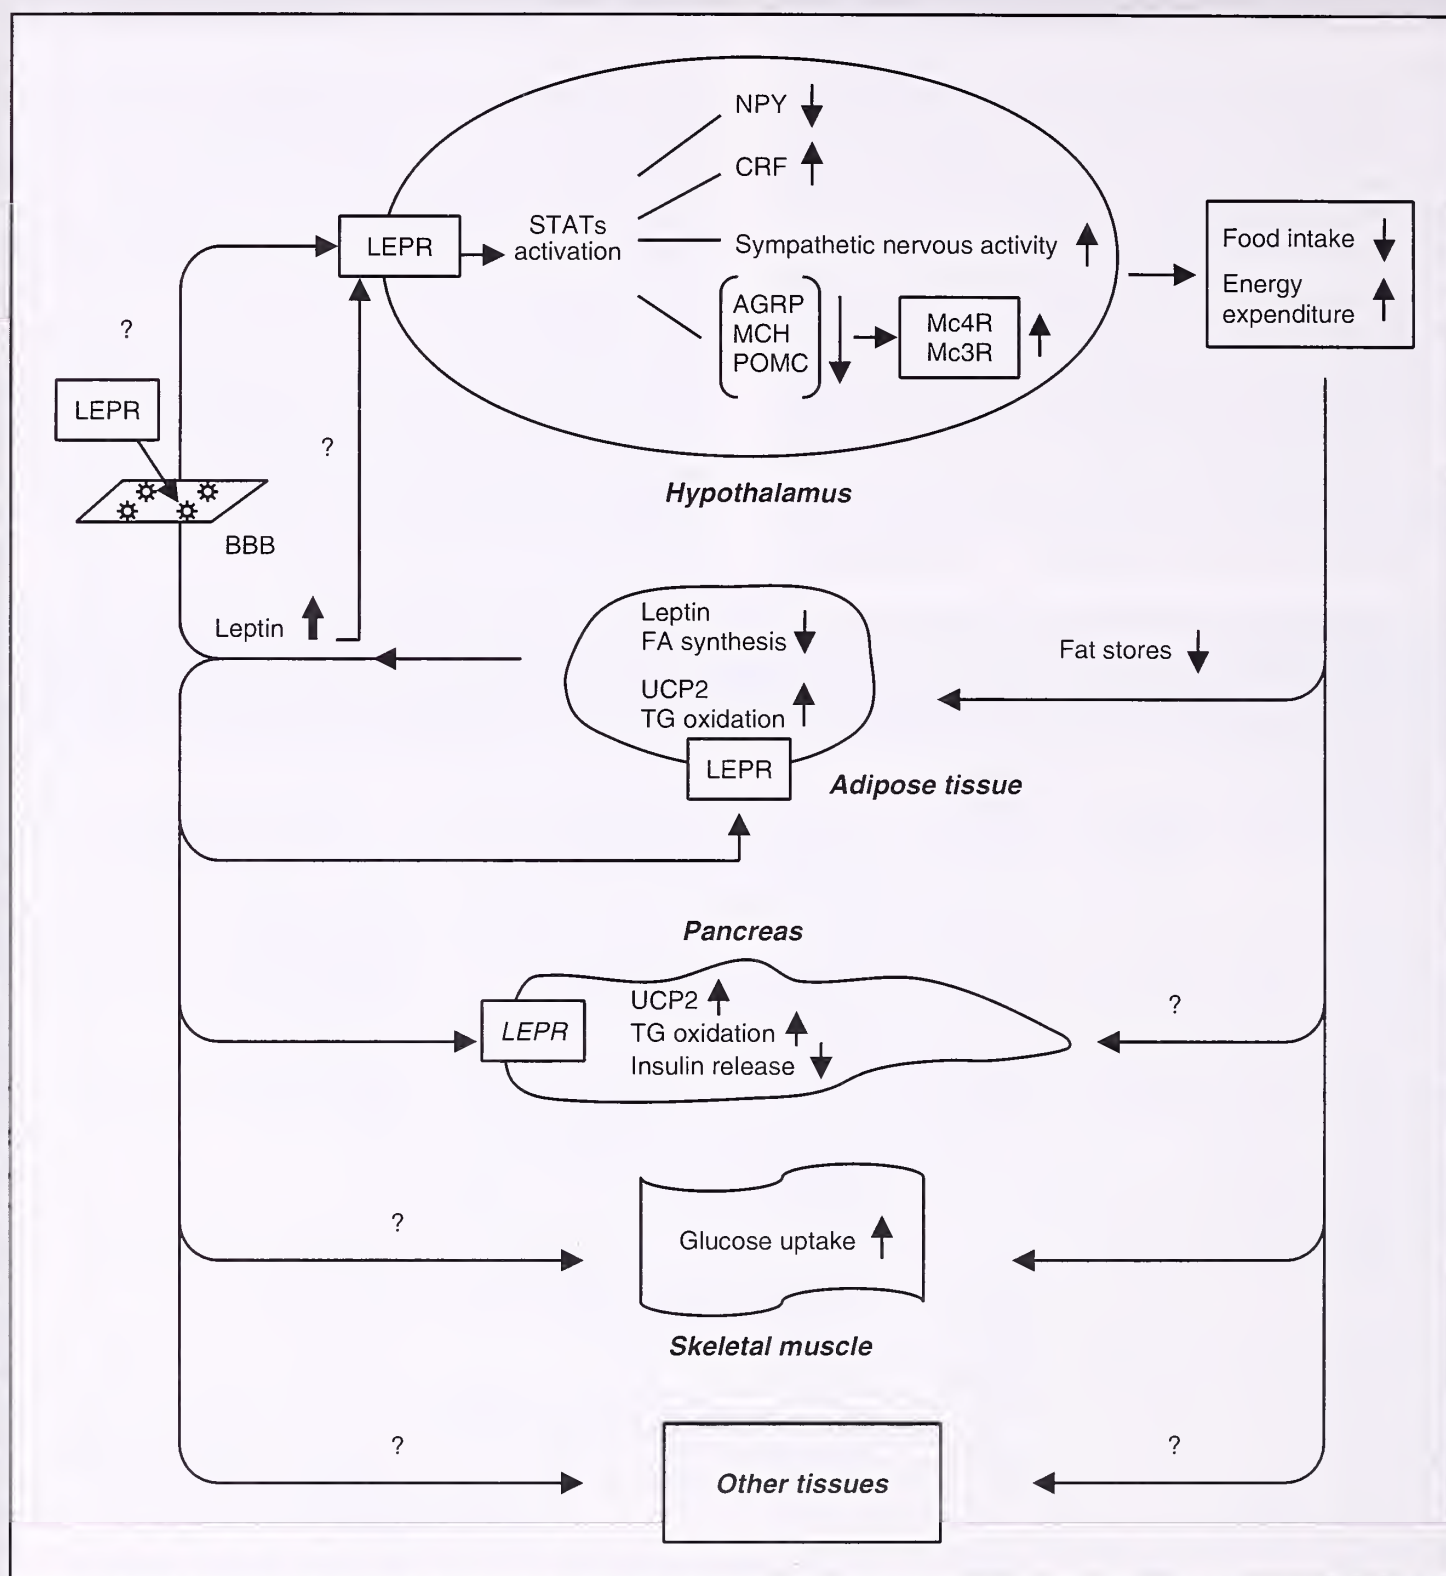 NPY
CRF
LEPR
STATs
activation
Sympathetic nervous activity
AGRP
MCH
POMC
Mc4R
Mc3R
Food intake
Energy
expenditure
?
LEPR
?
Hypothalamus
BBB
Leptin
Leptin
FA synthesis
UCP2
TG oxidation
LEPR
Fat stores
Adipose tissue
Pancreas
LEPR
UCP2
TG oxidation
Insulin release
?
?
Glucose uptake
Skeletal muscle
?
Other tissues
?